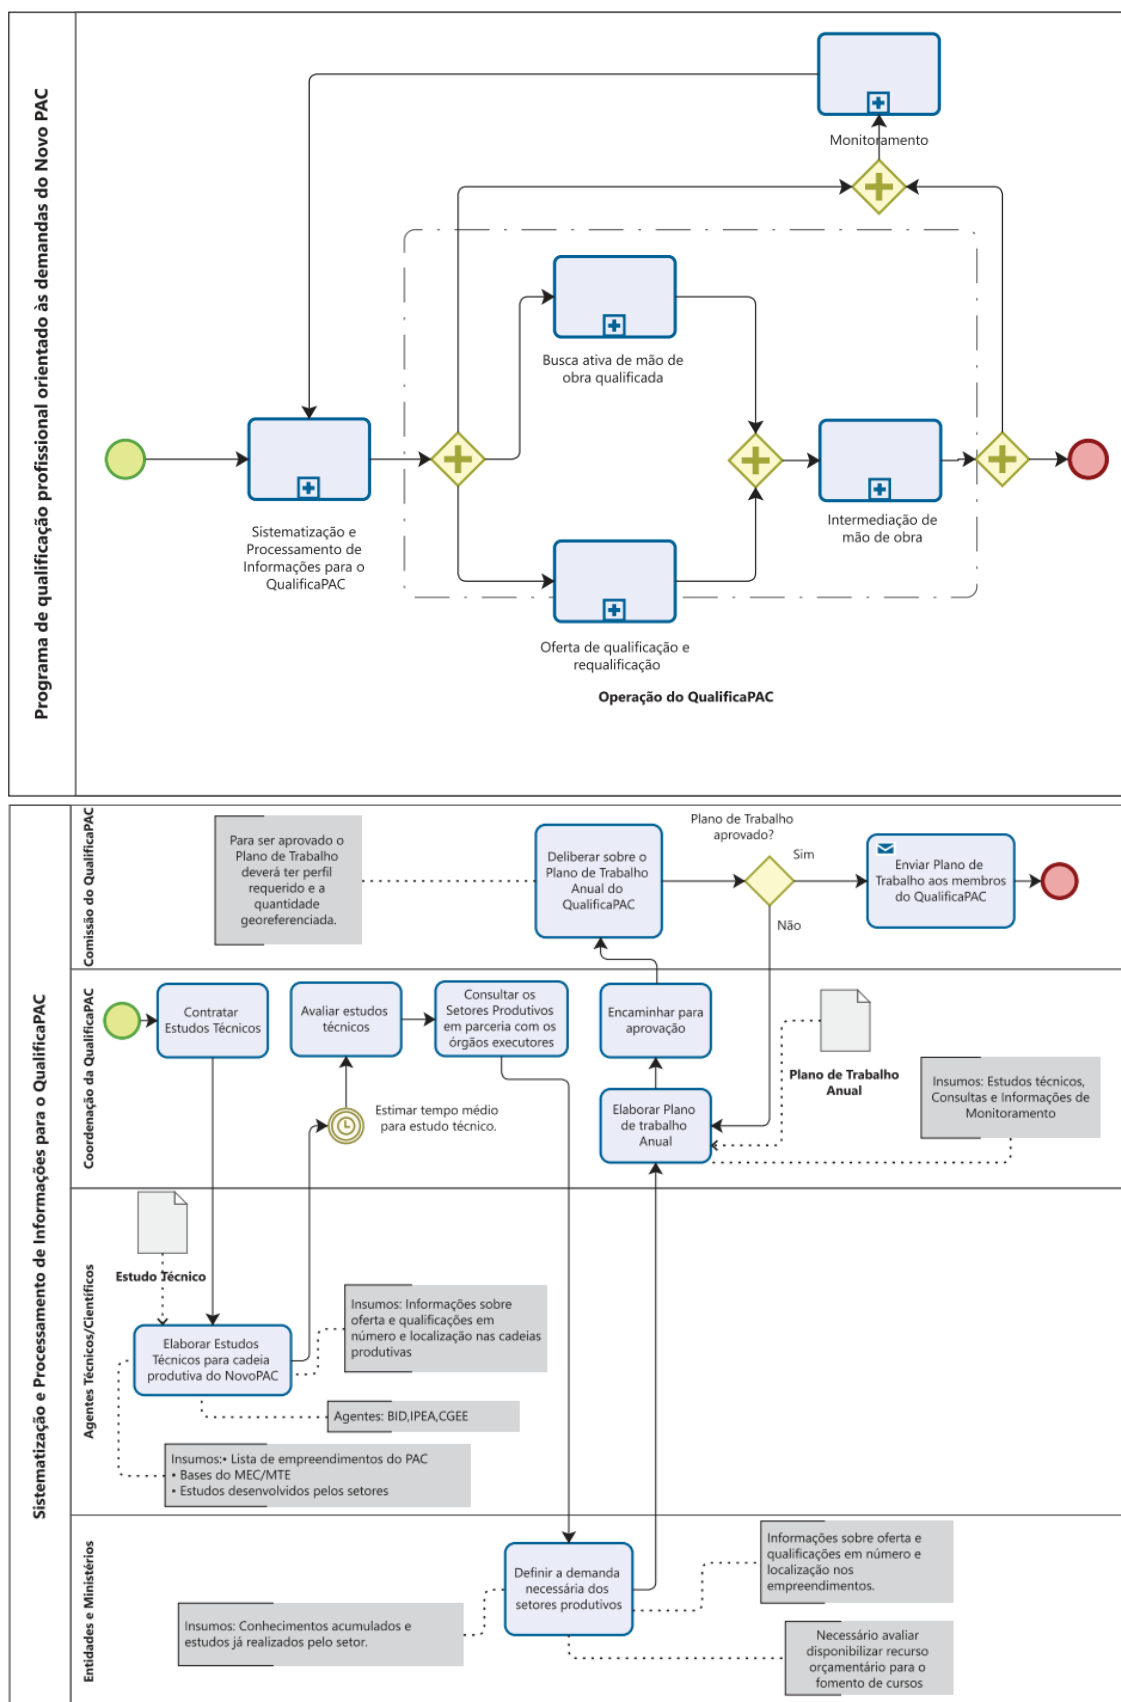 Programa de qualificação profissional orientado às demandas do Novo PAC
Monitoramento
Busca ativa de mão de
obra qualificada
Sistematização e
Processamento de
Informações para o
QualificaPAC
Intermediação de
mão de obra
Oferta de qualificação e
requalificação
Operação do QualificaPAC
Sistematização e Processamento de Informações para o QualificaPAC
Comissão do QualificaPAC
Para ser aprovado o
Plano de Trabalho
deverá ter perfil
requerido e a
quantidade
georeferenciada.
Deliberar sobre o
Plano de Trabalho
Anual do
QualificaPAC
Plano de Trabalho
aprovado?
Sim
Não
Enviar Plano de
Trabalho aos membros
do QualificaPAC
Coordenação da QualificaPAC
Contratar
Estudos Técnicos
Avaliar estudos
técnicos
Consultar os
Setores Produtivos
em parceria com os
órgãos executores
Encaminhar para
aprovação
Plano de Trabalho
Anual
Estimar tempo médio
para estudo técnico.
Elaborar Plano
de trabalho
Anual
Insumos: Estudos técnicos,
Consultas e Informações de
Monitoramento
Agentes Técnicos/Científicos
Estudo Técnico
Elaborar Estudos
Técnicos para cadeia
produtiva do NovoPAC
Insumos: Informações sobre
oferta e qualificações em
número e localização nas cadeias
produtivas
Agentes: BID,IPEA,CGEE
Insumos:• Lista de empreendimentos do PAC
• Bases do MEC/MTE
• Estudos desenvolvidos pelos setores
Entidades e Ministérios
Definir a demanda
necessária dos
setores produtivos
Informações sobre oferta e
qualificações em número e
localização nos
empreendimentos.
Insumos: Conhecimentos acumulados e
estudos já realizados pelo setor.
Necessário avaliar
disponibilizar recurso
orçamentário para o
fomento de cursos